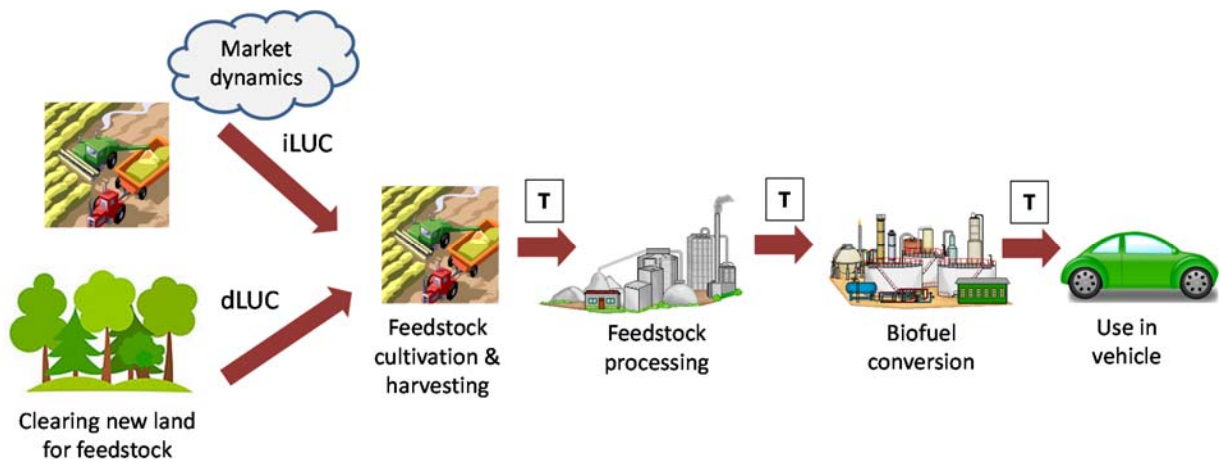 Market
dynamics
iLUC
dLUC
Clearing new land
for feedstock
Feedstock
cultivation &
harvesting
T
Feedstock
processing
T
Biofuel
conversion
T
Use in
vehicle